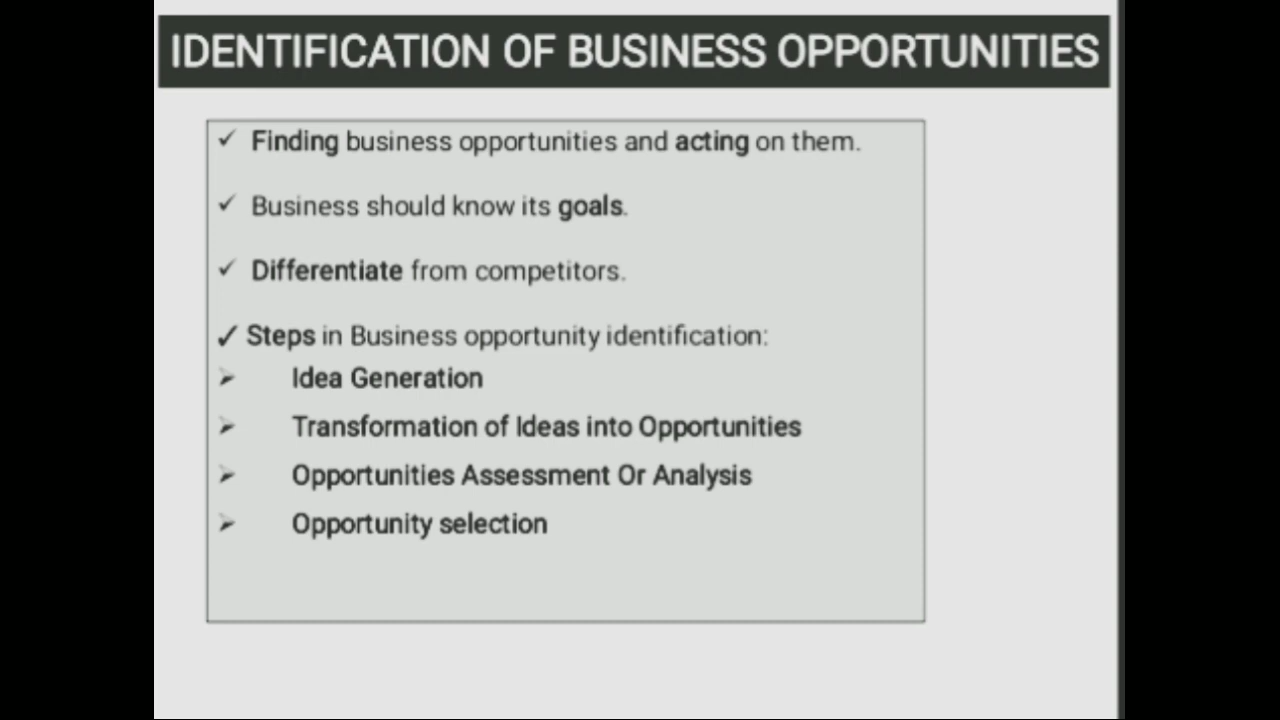 IDENTIFICATION OF BUSINESS OPPORTUNITIES
✓ Finding business opportunities and acting on them.
✓ Business should know its goals.
✓ Differentiate from competitors.
✓ Steps in Business opportunity identification:
➢ Idea Generation
➢ Transformation of Ideas into Opportunities
➢ Opportunities Assessment Or Analysis
➢ Opportunity selection